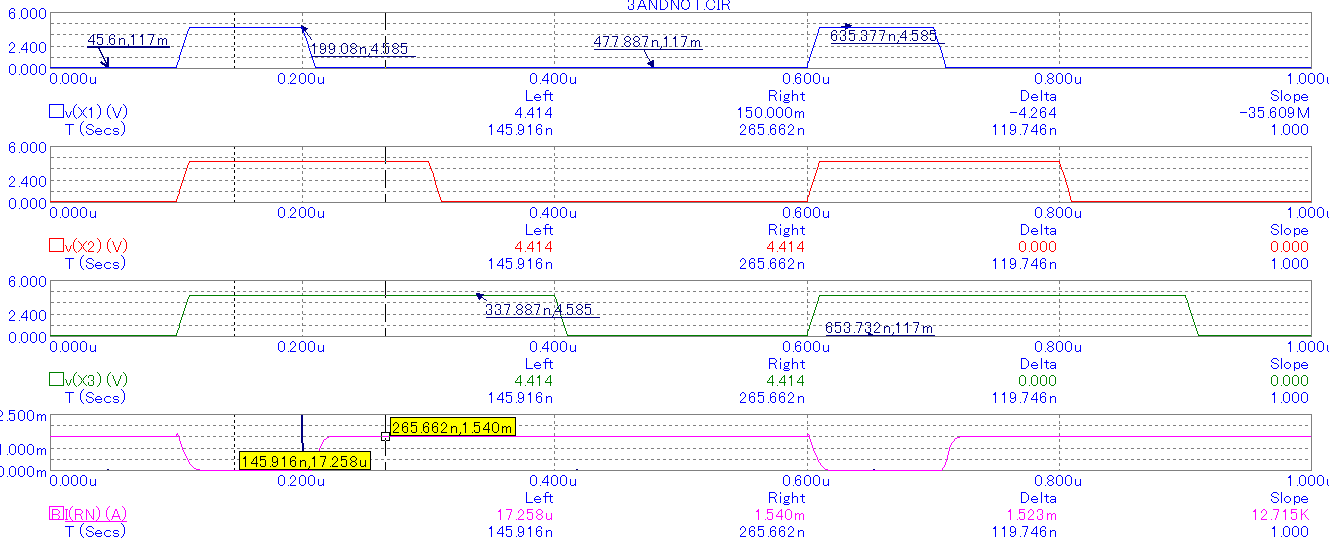 3ANDNOT.CIR
6.000
45.6n,117m
199.08n,4.585
477.887n,117m
635.377n,4.585
2.400
0.000
0.000u 0.200u 0.400u 0.600u 0.800u 1.000u
Left Right Delta Slope
v(X1) (V) 4.414 150.000m -4.264 -35.609M
T (Secs) 145.916n 265.662n 119.746n 1.000
6.000
2.400
0.000
0.000u 0.200u 0.400u 0.600u 0.800u 1.000u
Left Right Delta Slope
v(X2) (V) 4.414 4.414 0.000 0.000
T (Secs) 145.916n 265.662n 119.746n 1.000
6.000
337.887n,4.585
2.400
653.732n,117m
0.000
0.000u 0.200u 0.400u 0.600u 0.800u 1.000u
Left Right Delta Slope
v(X3) (V) 4.414 4.414 0.000 0.000
T (Secs) 145.916n 265.662n 119.746n 1.000
2.500m
265.662n,1.540m
1.000m
145.916n,17.258u
0.000m
0.000u 0.200u 0.400u 0.600u 0.800u 1.000u
Left Right Delta Slope
B I(RN) (A) 17.258u 1.540m 1.523m 12.715K
T (Secs) 145.916n 265.662n 119.746n 1.000